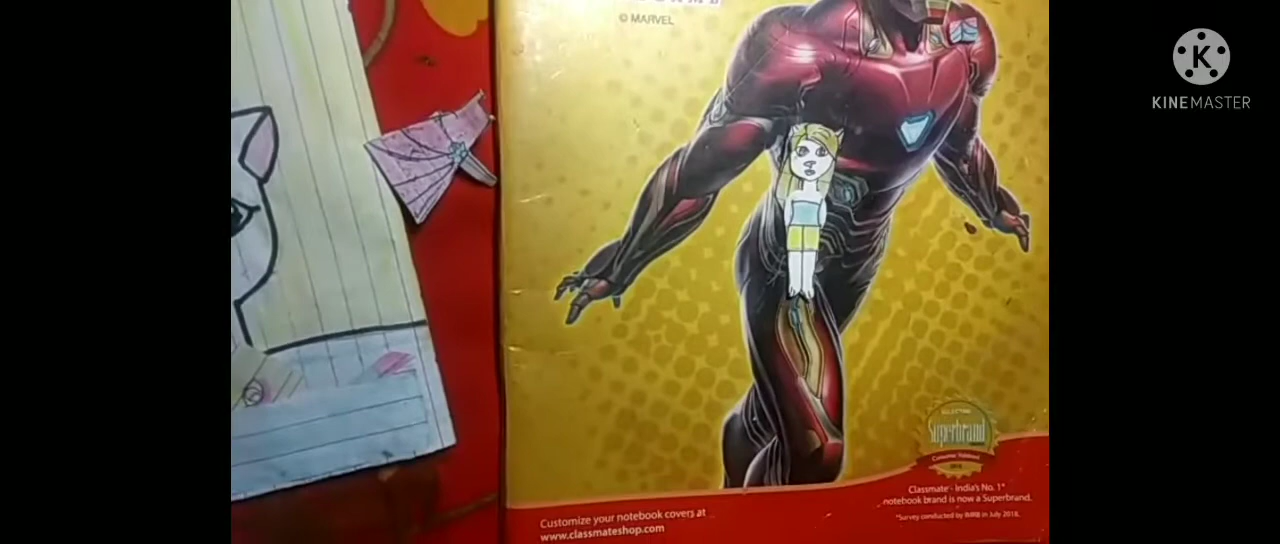 © MARVEL
K
KINEMASTER
Superbrand
Classmate - India's No. 1*
notebook brand is now a Superbrand.
*Survey conducted by in July 2018.
Customize your notebook covers at
www.classmateshop.com